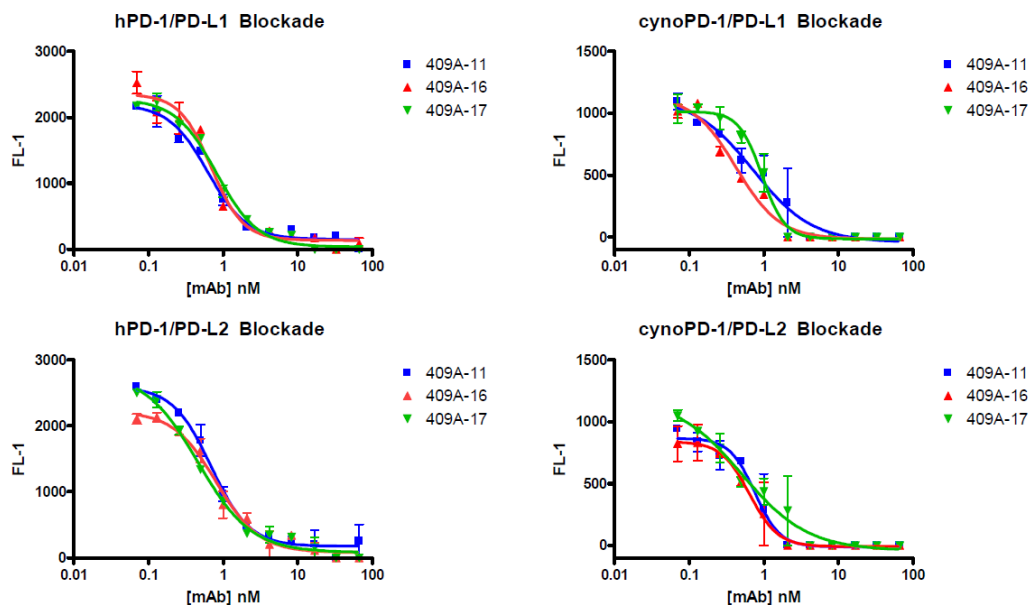 hPD-1/PD-L1 Blockade
3000
2000
1000
0
FL-1
0.01 0.1 1 10 100
[mAb] nM
409A-11
409A-16
409A-17
cynoPD-1/PD-L1 Blockade
1500
1000
500
0
FL-1
0.01 0.1 1 10 100
[mAb] nM
409A-11
409A-16
409A-17
hPD-1/PD-L2 Blockade
3000
2000
1000
0
FL-1
0.01 0.1 1 10 100
[mAb] nM
409A-11
409A-16
409A-17
cynoPD-1/PD-L2 Blockade
1500
1000
500
0
FL-1
0.01 0.1 1 10 100
[mAb] nM
409A-11
409A-16
409A-17